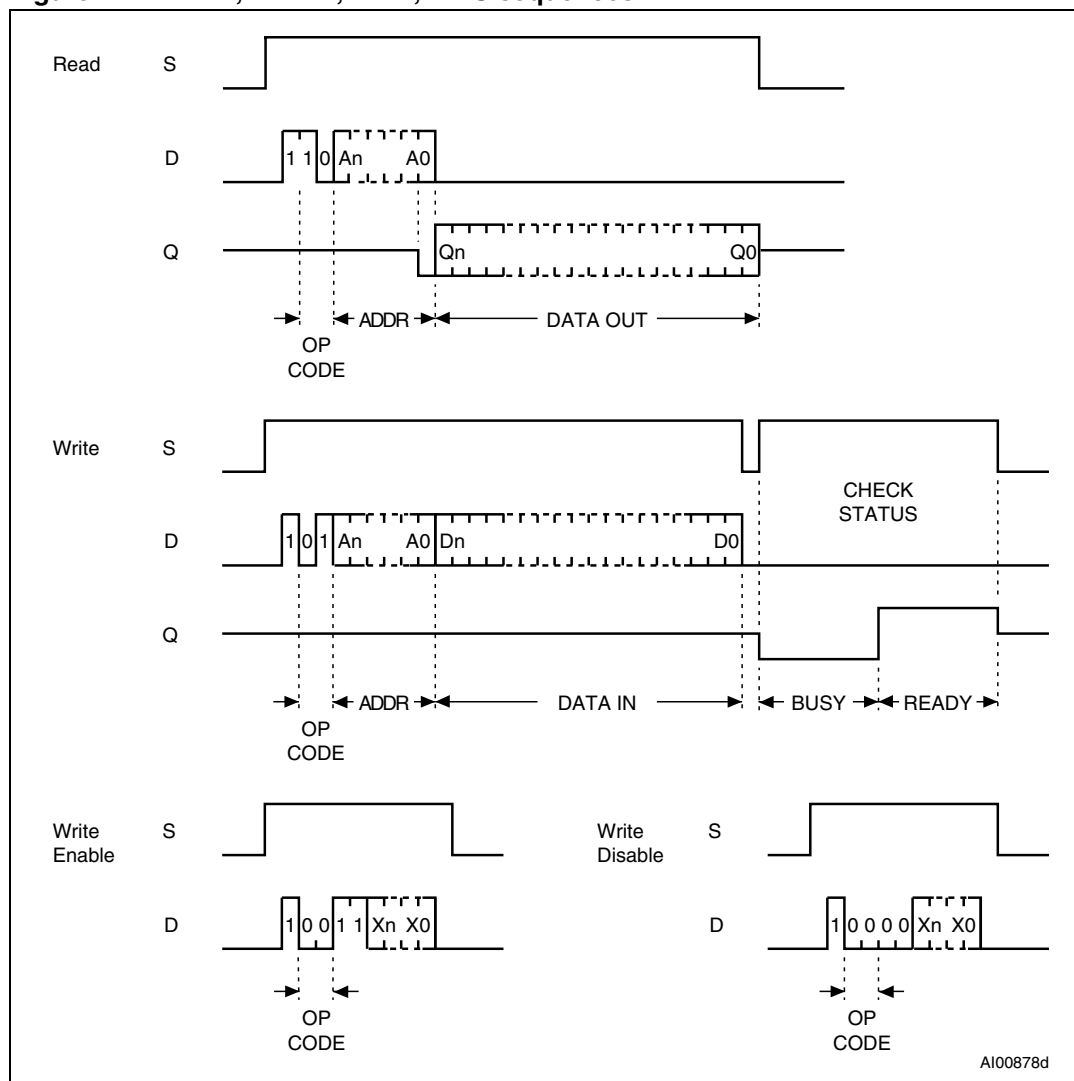 Read S
D 1 1 0 An A0
Q Qn Q0
ADDR DATA OUT
OP
CODE
Write S
CHECK
STATUS
D 1 0 1 An A0 Dn D0
Q
ADDR DATA IN BUSY READY
OP
CODE
Write S Write S
Enable Disable
D 1 0 0 1 1 Xn X0 D 1 0 0 0 0 Xn X0
OP OP
CODE CODE
AI00878d